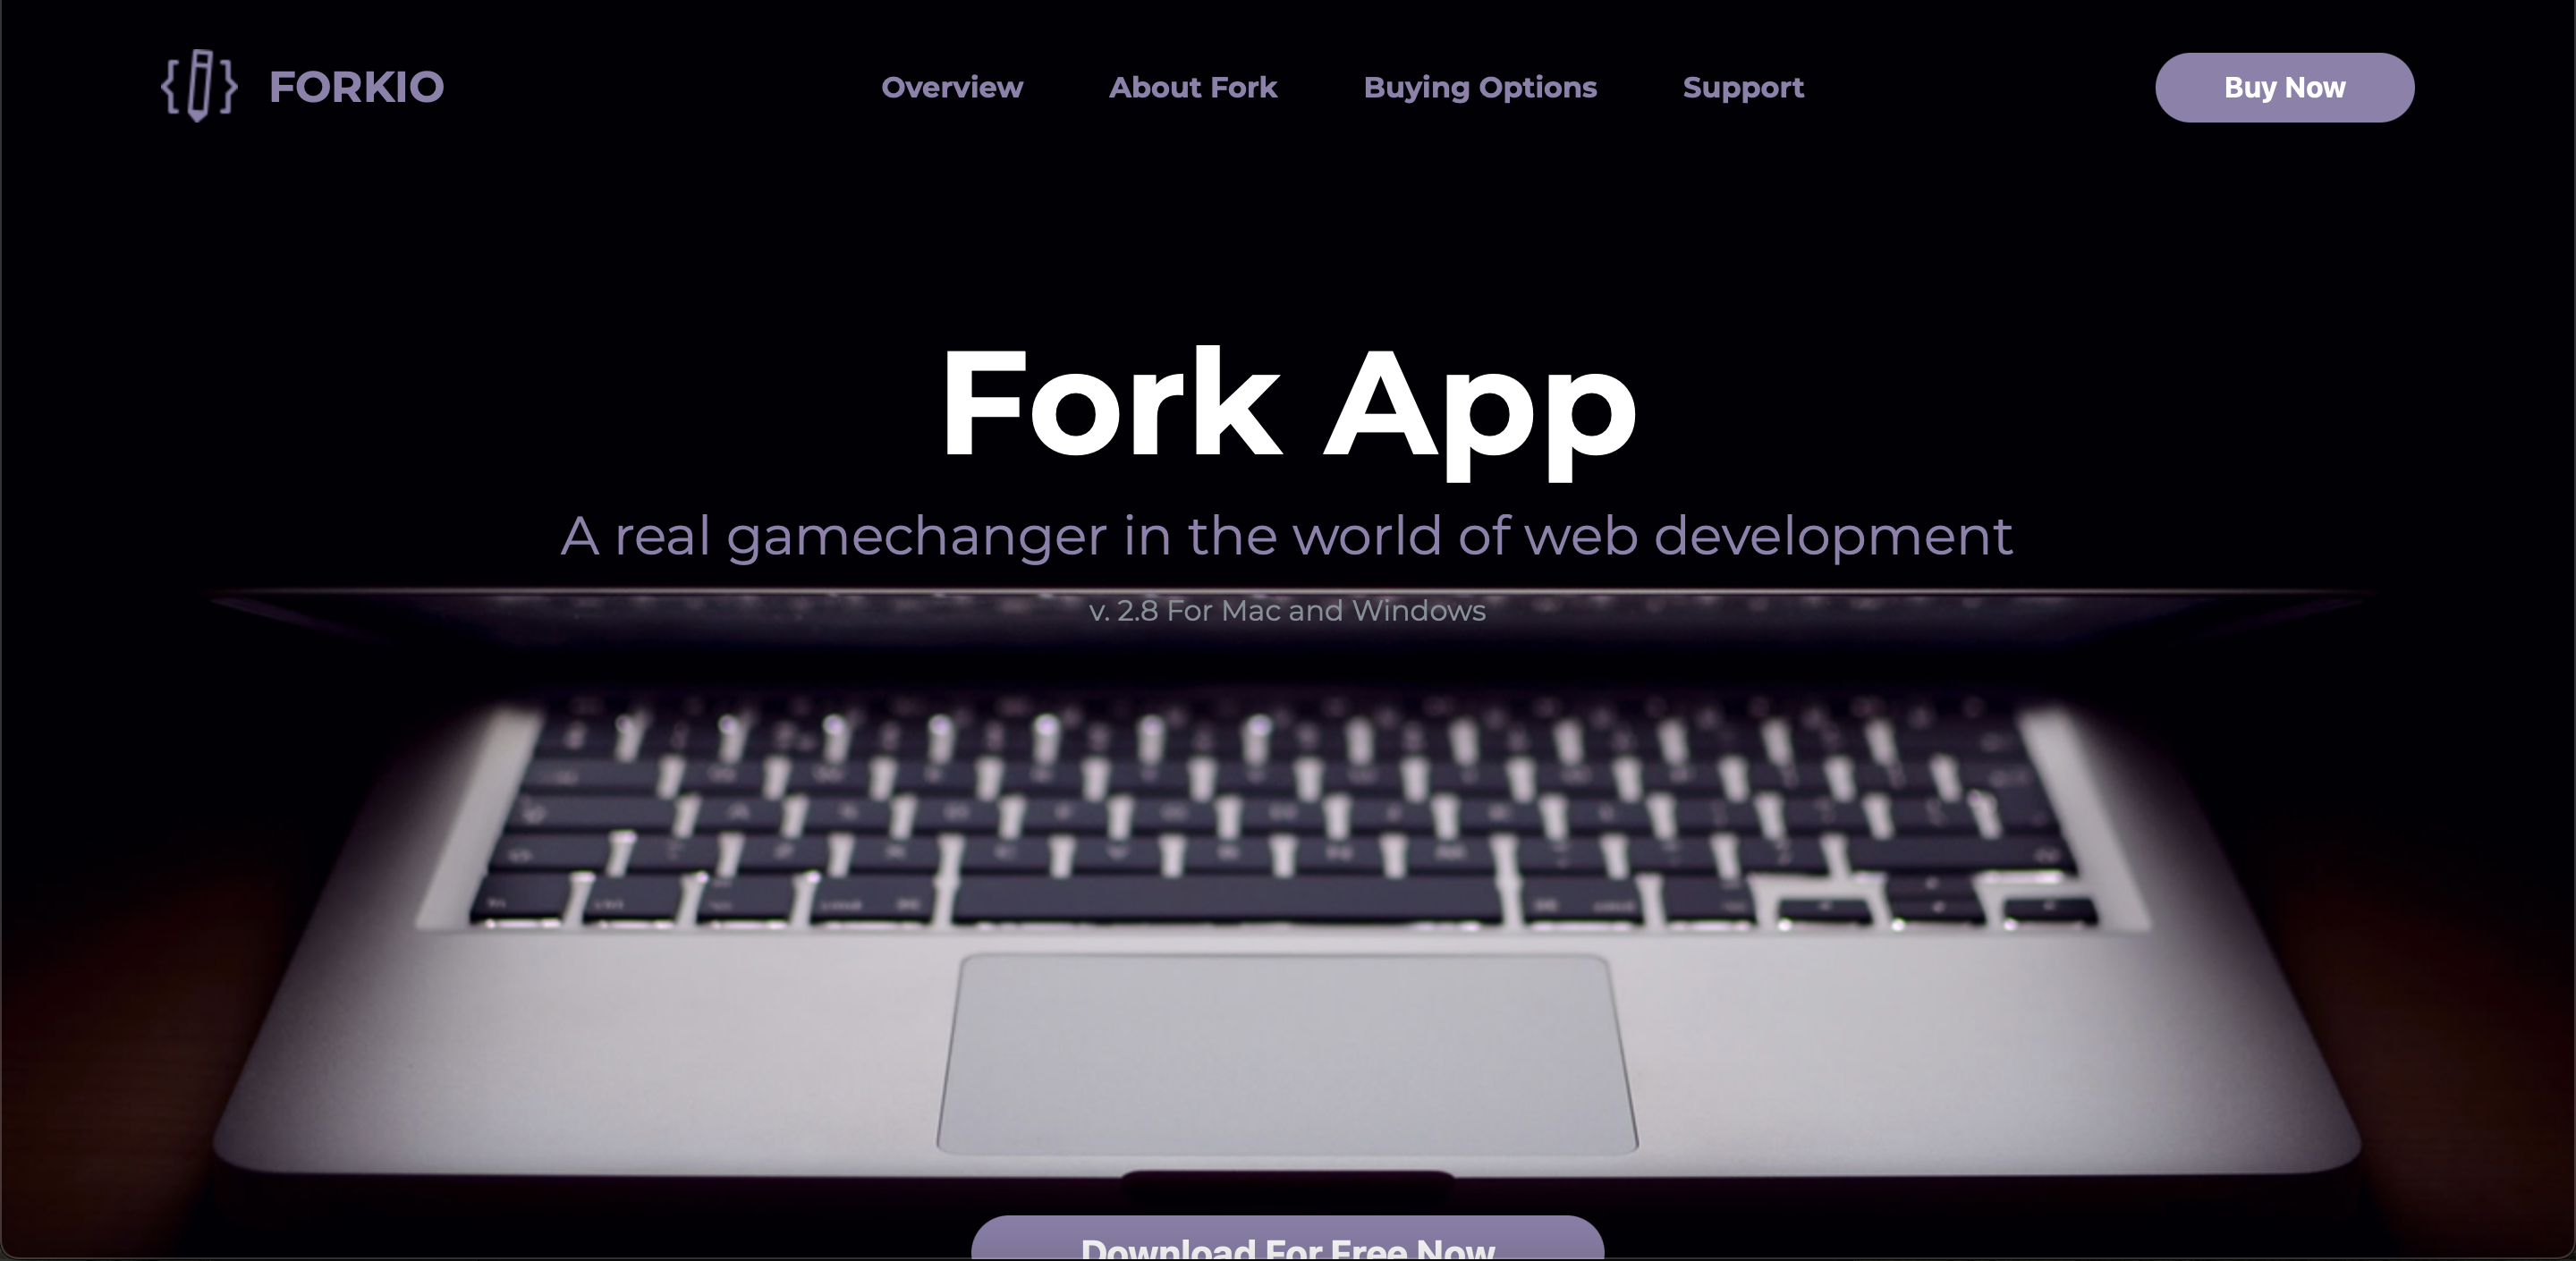 FORKIO
Overview
About Fork
Buying Options
Support
Buy Now
Fork App
A real gamechanger in the world of web development
v. 2.8 For Mac and Windows
Download For Free Now